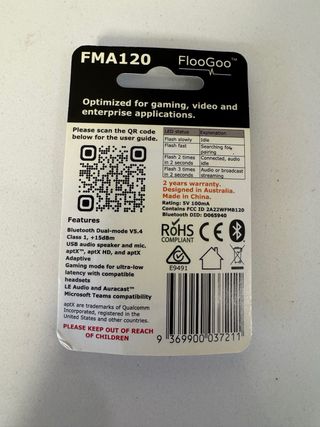 FMA120
FlooGoo™
Optimized for gaming, video and
enterprise applications.
Please scan the QR code
below for the user guide.
LED status Explanation
Flash slowly Idle
Flash fast Searching for,
pairing
Flash 2 times
in 2 seconds
Connected, audio
idle
Flash 3 times
in 2 seconds
Audio or broadcast
streaming
2 years warranty.
Designed in Australia.
Made in China.
Rating: 5V 100mA
Contains FCC ID 2A22WFMB120
Bluetooth DID: D065940
Features
Bluetooth Dual-mode V5.4
Class 1, +15dBm
USB audio speaker and mic.
aptX™, aptX HD, and aptX
Adaptive
Gaming mode for ultra-low
latency with compatible
headsets
LE Audio and Auracast™
Microsoft Teams compatibility
aptX are trademarks of Qualcomm
Incorporated, registered in the
United States and other countries.
PLEASE KEEP OUT OF REACH
OF CHILDREN
RoHS
COMPLIANT
CE
E9491
9 369900 037211